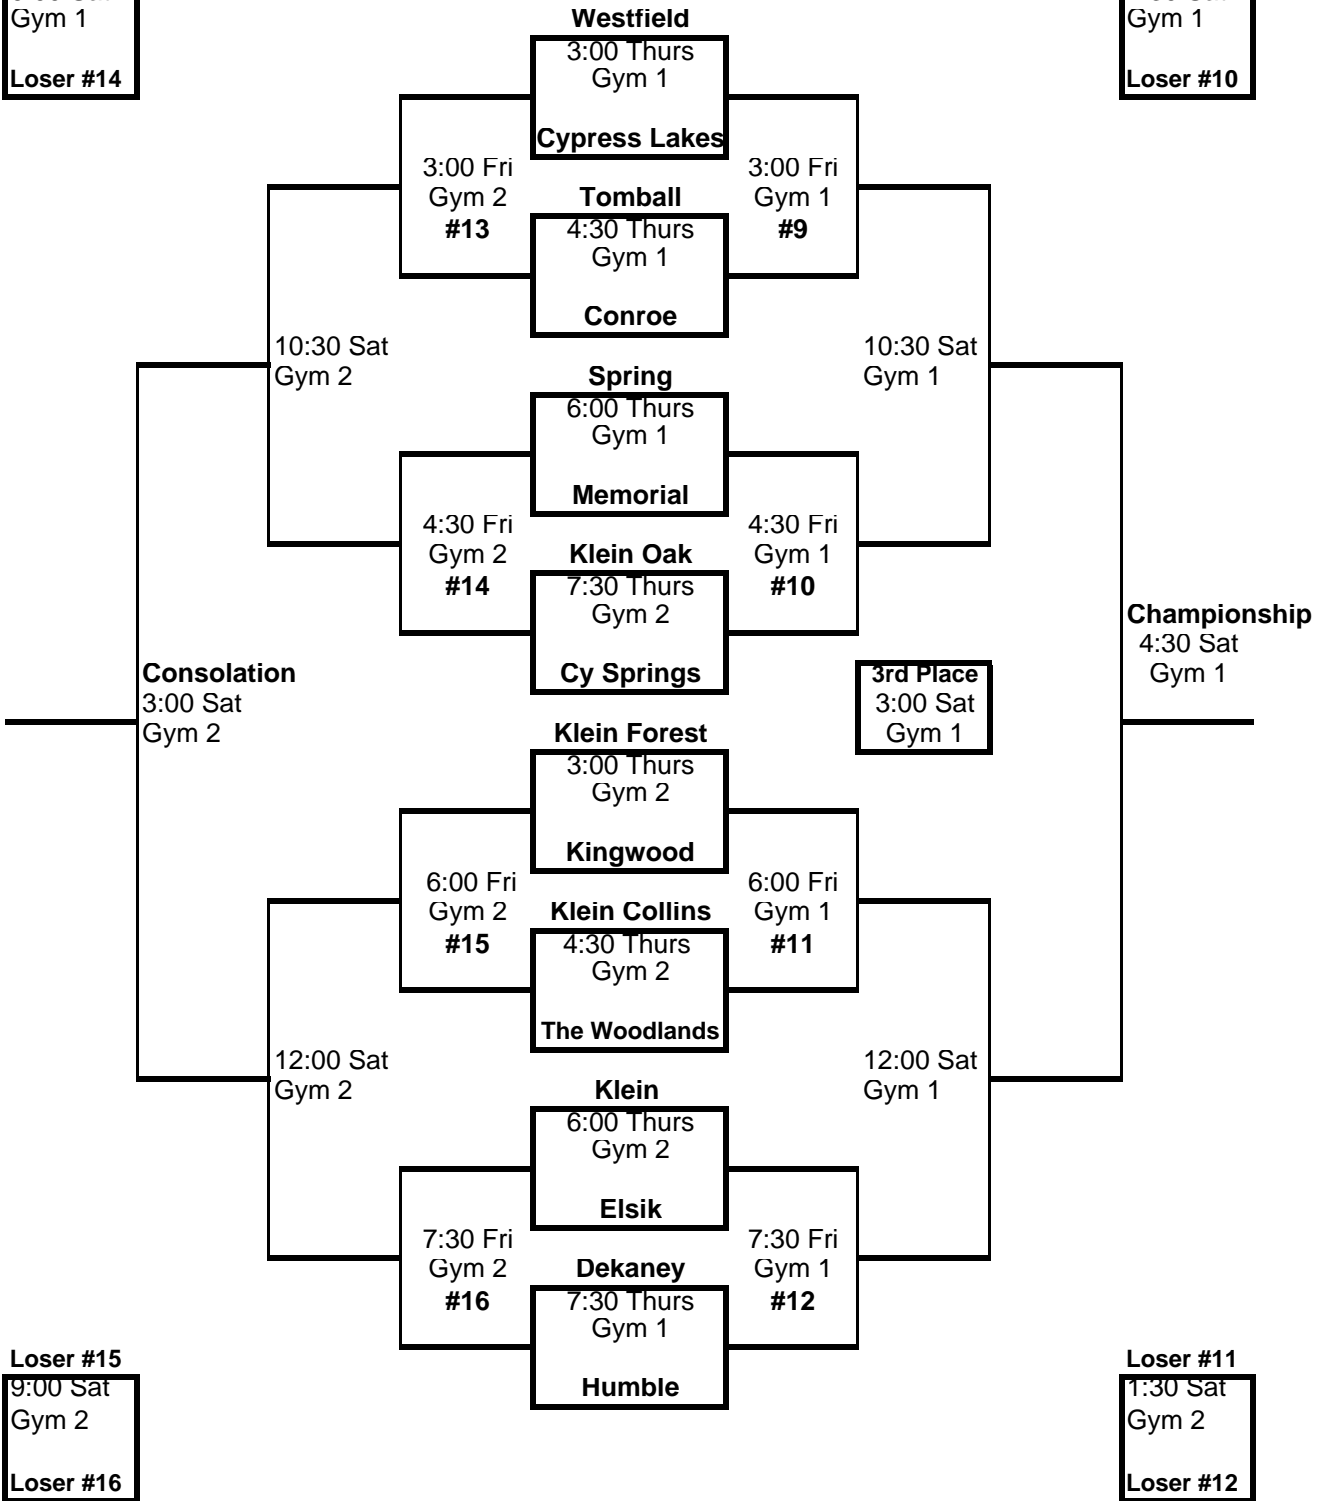 Gym 1
Loser #14
Westfield
3:00 Thurs
Gym 1
Cypress Lakes
Gym 1
Loser #10
3:00 Fri
Gym 2
#13
Tomball
4:30 Thurs
Gym 1
Conroe
3:00 Fri
Gym 1
#9
10:30 Sat
Gym 2
Spring
6:00 Thurs
Gym 1
Memorial
10:30 Sat
Gym 1
4:30 Fri
Gym 2
#14
Klein Oak
7:30 Thurs
Gym 2
Cy Springs
4:30 Fri
Gym 1
#10
Championship
4:30 Sat
Gym 1
Consolation
3:00 Sat
Gym 2
3rd Place
3:00 Sat
Gym 1
Klein Forest
3:00 Thurs
Gym 2
Kingwood
6:00 Fri
Gym 2
#15
Klein Collins
4:30 Thurs
Gym 2
The Woodlands
6:00 Fri
Gym 1
#11
12:00 Sat
Gym 2
Klein
6:00 Thurs
Gym 2
Elsik
12:00 Sat
Gym 1
7:30 Fri
Gym 2
#16
Dekaney
7:30 Thurs
Gym 1
Humble
7:30 Fri
Gym 1
#12
Loser #15
9:00 Sat
Gym 2
Loser #16
Loser #11
1:30 Sat
Gym 2
Loser #12